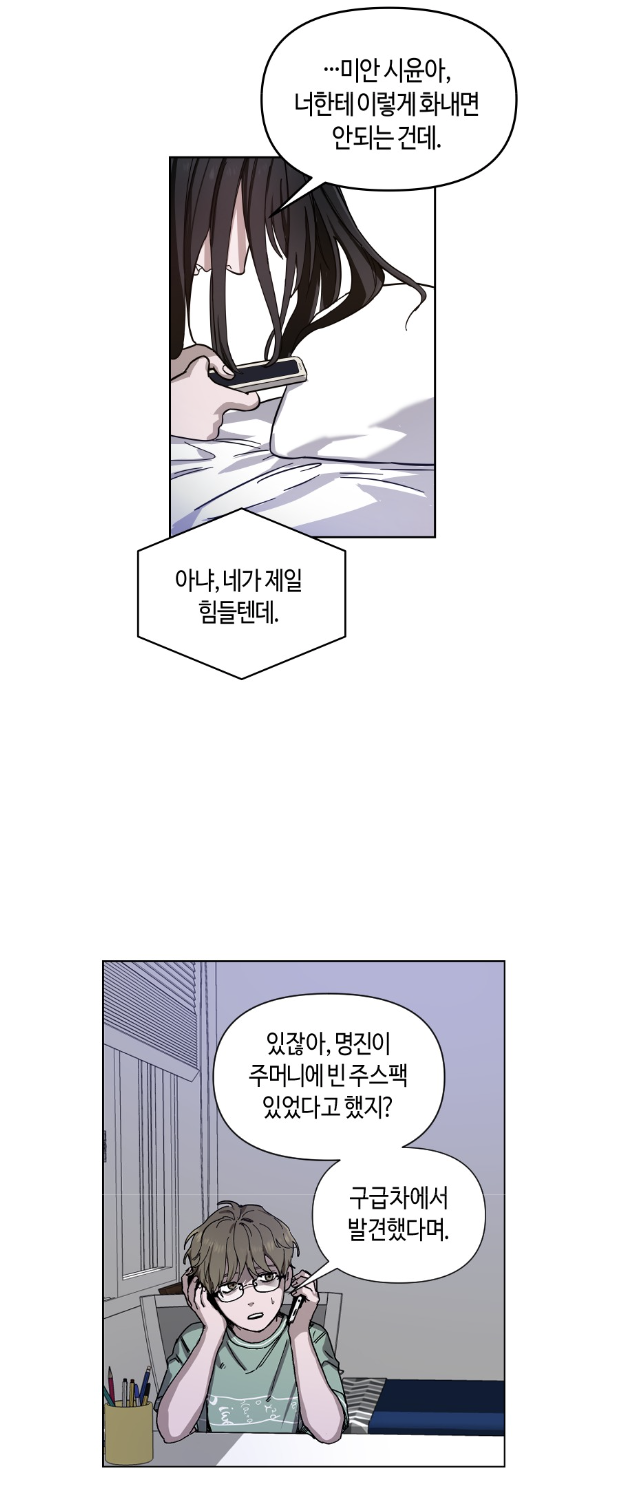 …미안 시윤아,
너한테 이렇게 화내면
안되는 건데.
아냐, 네가 제일
힘들텐데.
있잖아, 명진이
주머니에 빈 주스팩
있었다고 했지?
구급차에서
발견했다며.